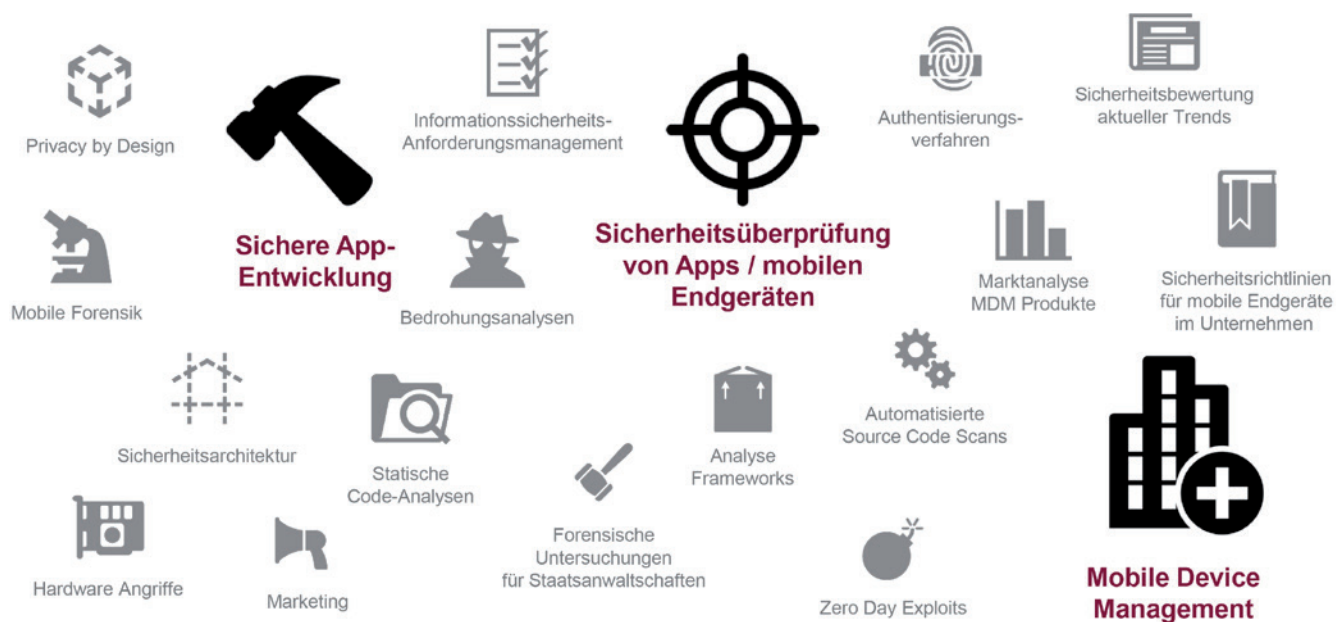 Privacy by Design
Informationssicherheits-
Anforderungsmanagement
Authentisierungs-
verfahren
Sicherheitsbewertung
aktueller Trends
Sichere App-
Entwicklung
Sicherheitsüberprüfung
von Apps / mobilen
Endgeräten
Mobile Forensik
Bedrohungsanalysen
Marktanalyse
MDM Produkte
Sicherheitsrichtlinien
für mobile Endgeräte
im Unternehmen
Sicherheitsarchitektur
Statische
Code-Analysen
Analyse
Frameworks
Automatisierte
Source Code Scans
Hardware Angriffe
Marketing
Forensische
Untersuchungen
für Staatsanwaltschaften
Zero Day Exploits
Mobile Device
Management